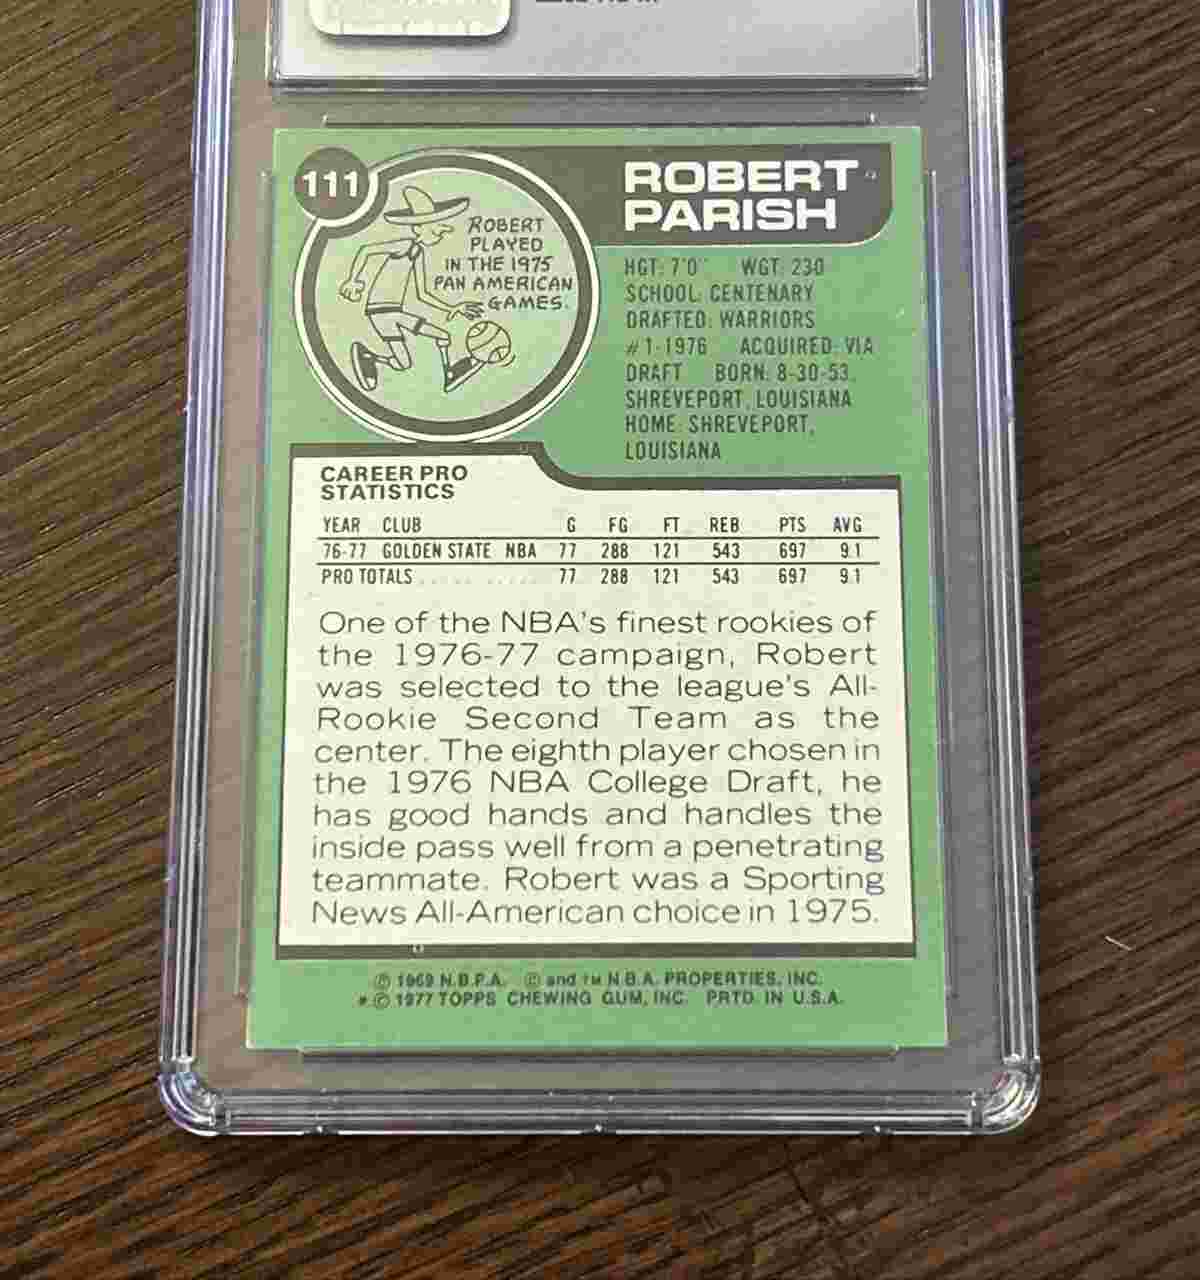 111
ROBERT
PARISH
ROBERT
PLAYED
IN THE 1975
PAN AMERICAN
GAMES.
HGT: 7'0" WGT: 230
SCHOOL: CENTENARY
DRAFTED: WARRIORS
#1-1976 ACQUIRED: VIA
DRAFT BORN: 8-30-53,
SHREVEPORT, LOUISIANA
HOME: SHREVEPORT,
LOUISIANA
CAREER PRO
STATISTICS
YEAR CLUB G FG FT REB PTS AVG
76-77 GOLDEN STATE NBA 77 288 121 543 697 9.1
PRO TOTALS . . . . . . . . . . 77 288 121 543 697 9.1
One of the NBA's finest rookies of
the 1976-77 campaign, Robert
was selected to the league's All-
Rookie Second Team as the
center. The eighth player chosen in
the 1976 NBA College Draft, he
has good hands and handles the
inside pass well from a penetrating
teammate. Robert was a Sporting
News All-American choice in 1975.
© 1969 N.B.P.A. © and TM N.B.A. PROPERTIES, INC.
* © 1977 TOPPS CHEWING GUM, INC. PRTD. IN U.S.A.